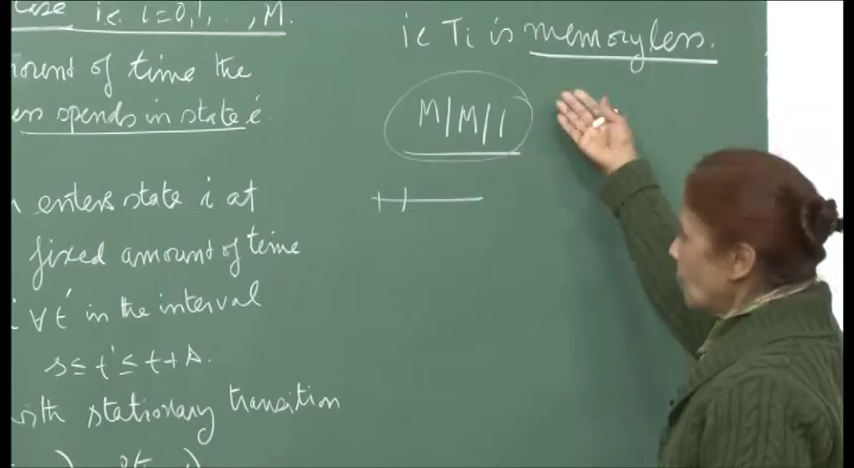 case ie i=0,1, . . , M.
amount of time the
spends in state i.
enters state i at
fixed amount of time
∀ t' in the interval
s ≤ t' ≤ t+s.
with stationary transition
ie Ti is memoryless.
M/M/1